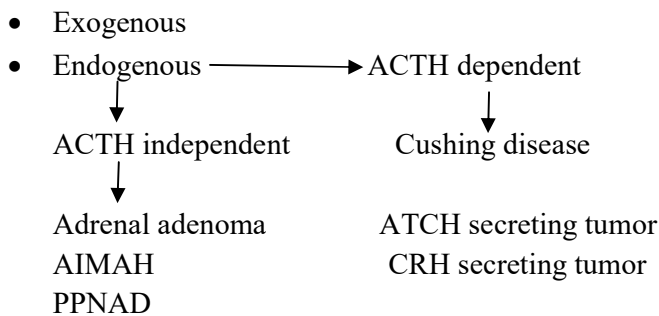 • Exogenous
• Endogenous ACTH dependent
ACTH independent Cushing disease
Adrenal adenoma ATCH secreting tumor
AIMAH CRH secreting tumor
PPNAD